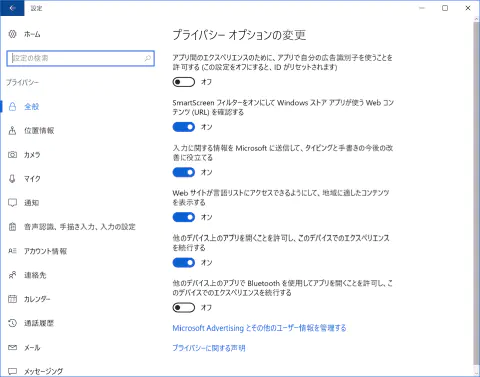 設定
ホーム
設定の検索
プライバシー
全般
位置情報
カメラ
マイク
通知
音声認識、手描き入力、入力の設定
アカウント情報
連絡先
カレンダー
通話履歴
メール
メッセージング
プライバシー オプションの変更
アプリ間のエクスペリエンスのために、アプリで自分の広告識別子を使うことを
許可する (この設定をオフにすると、ID がリセットされます)
オフ
SmartScreen フィルターをオンにして Windows ストア アプリが使う Web コン
テンツ (URL) を確認する
オン
入力に関する情報を Microsoft に送信して、タイピングと手書きの今後の改
善に役立てる
オン
Web サイトが言語リストにアクセスできるようにして、地域に適したコンテンツ
を表示する
オン
他のデバイス上のアプリを開くことを許可し、このデバイスでのエクスペリエンス
を続行する
オン
他のデバイス上のアプリで Bluetooth を使用してアプリを開くことを許可し、こ
のデバイスでのエクスペリエンスを続行する
オフ
Microsoft Advertising とその他のユーザー情報を管理する
プライバシーに関する声明